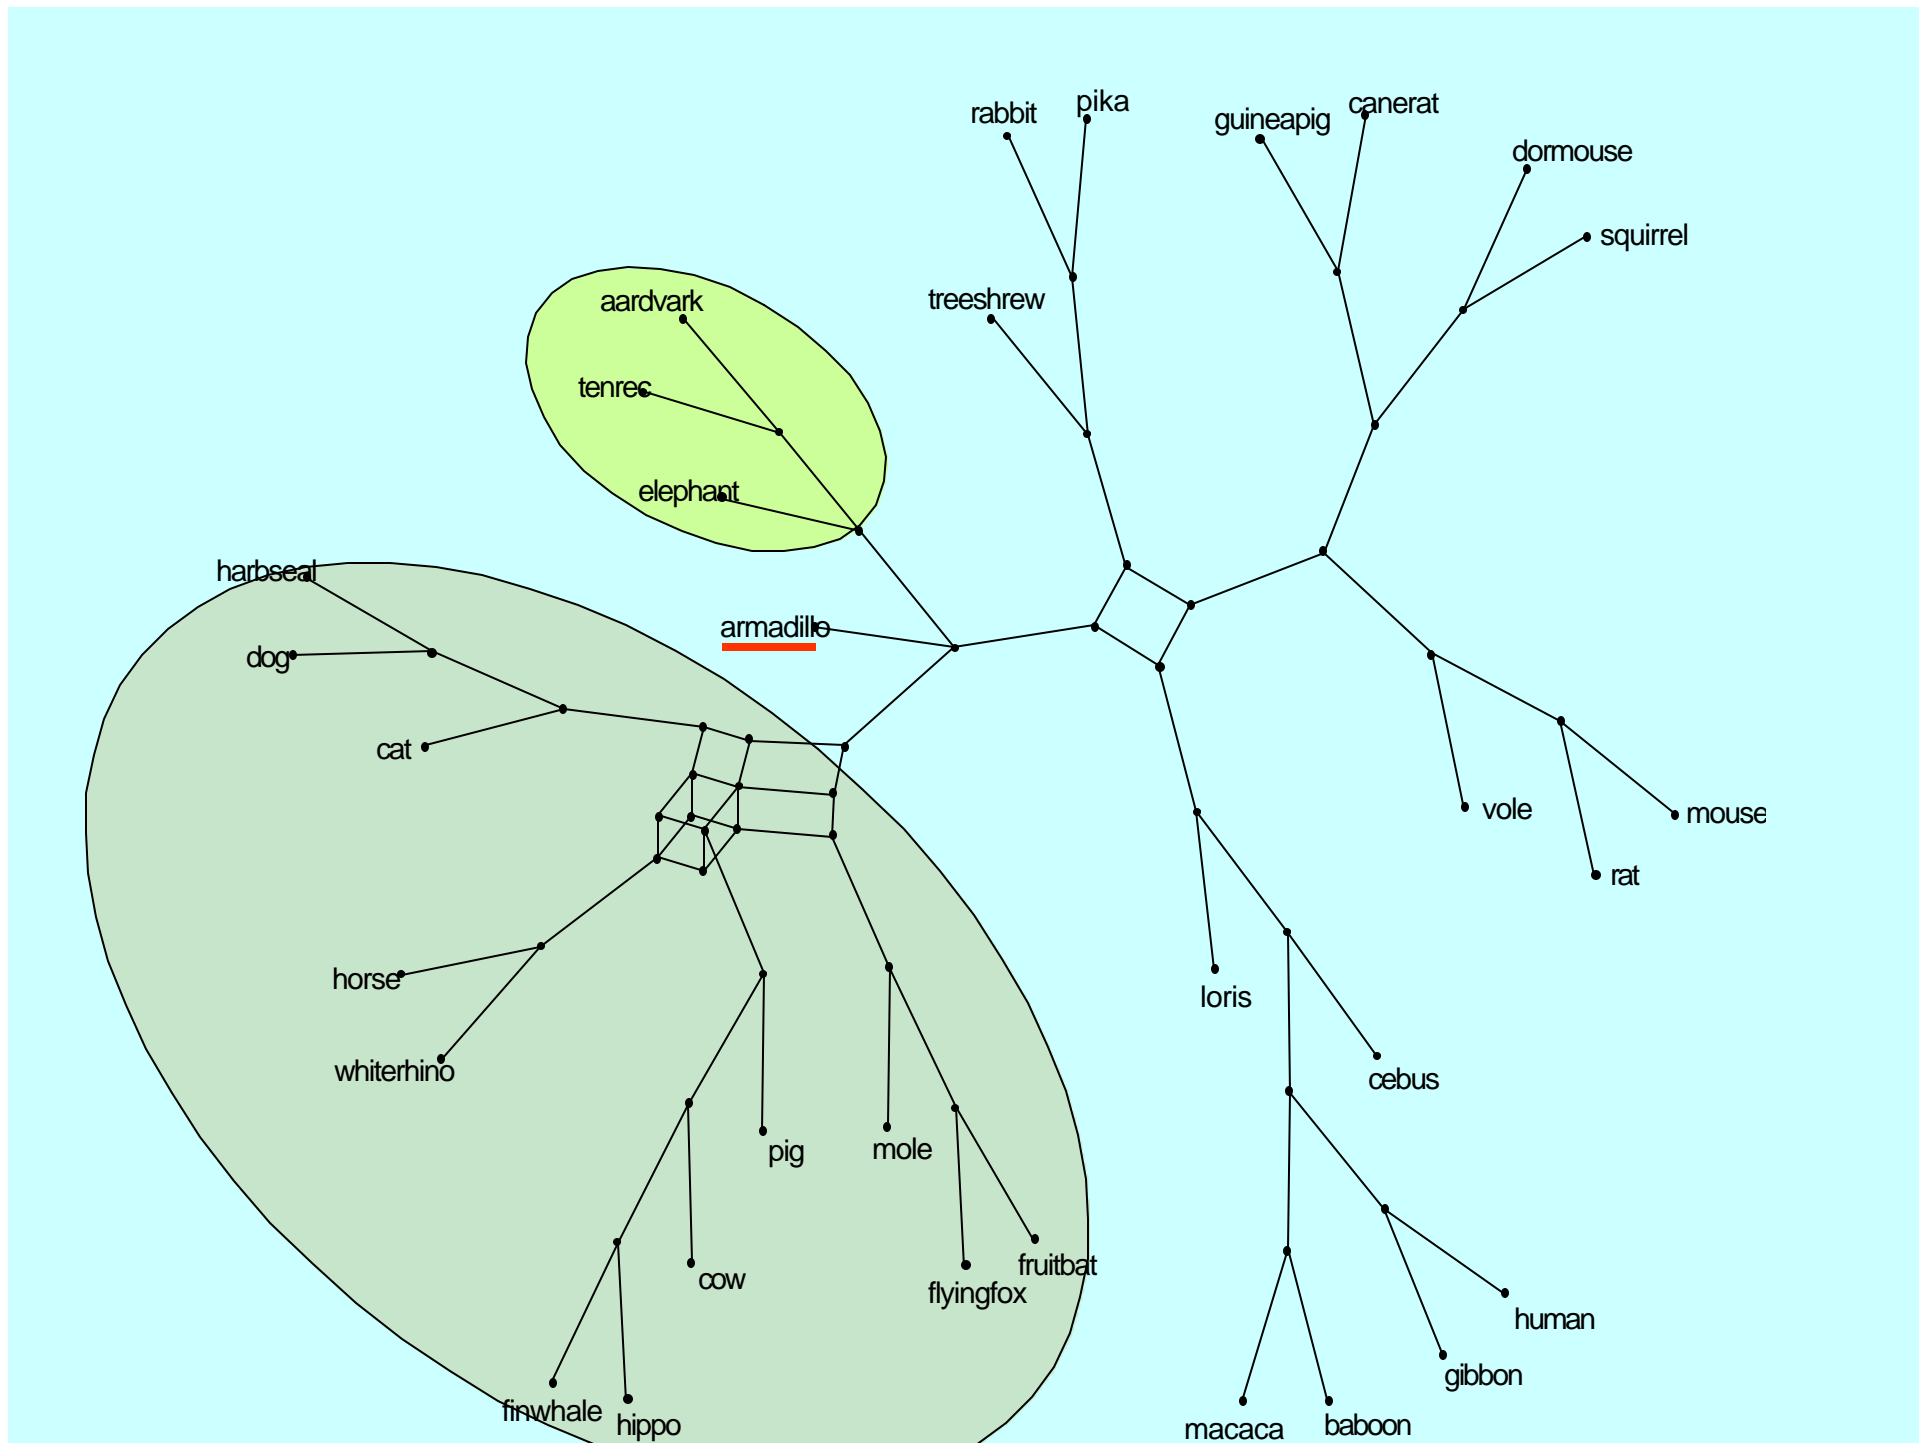 pika
canerat
rabbit
guineapig
dormouse
squirrel
aardvark
treeshrew
tenrec
elephant
harbseal
armadillo
dog
cat
vole
mouse
rat
horse
loris
whiterhino
cebus
pig
mole
fruitbat
cow
flyingfox
human
gibbon
finwhale
hippo
macaca
baboon